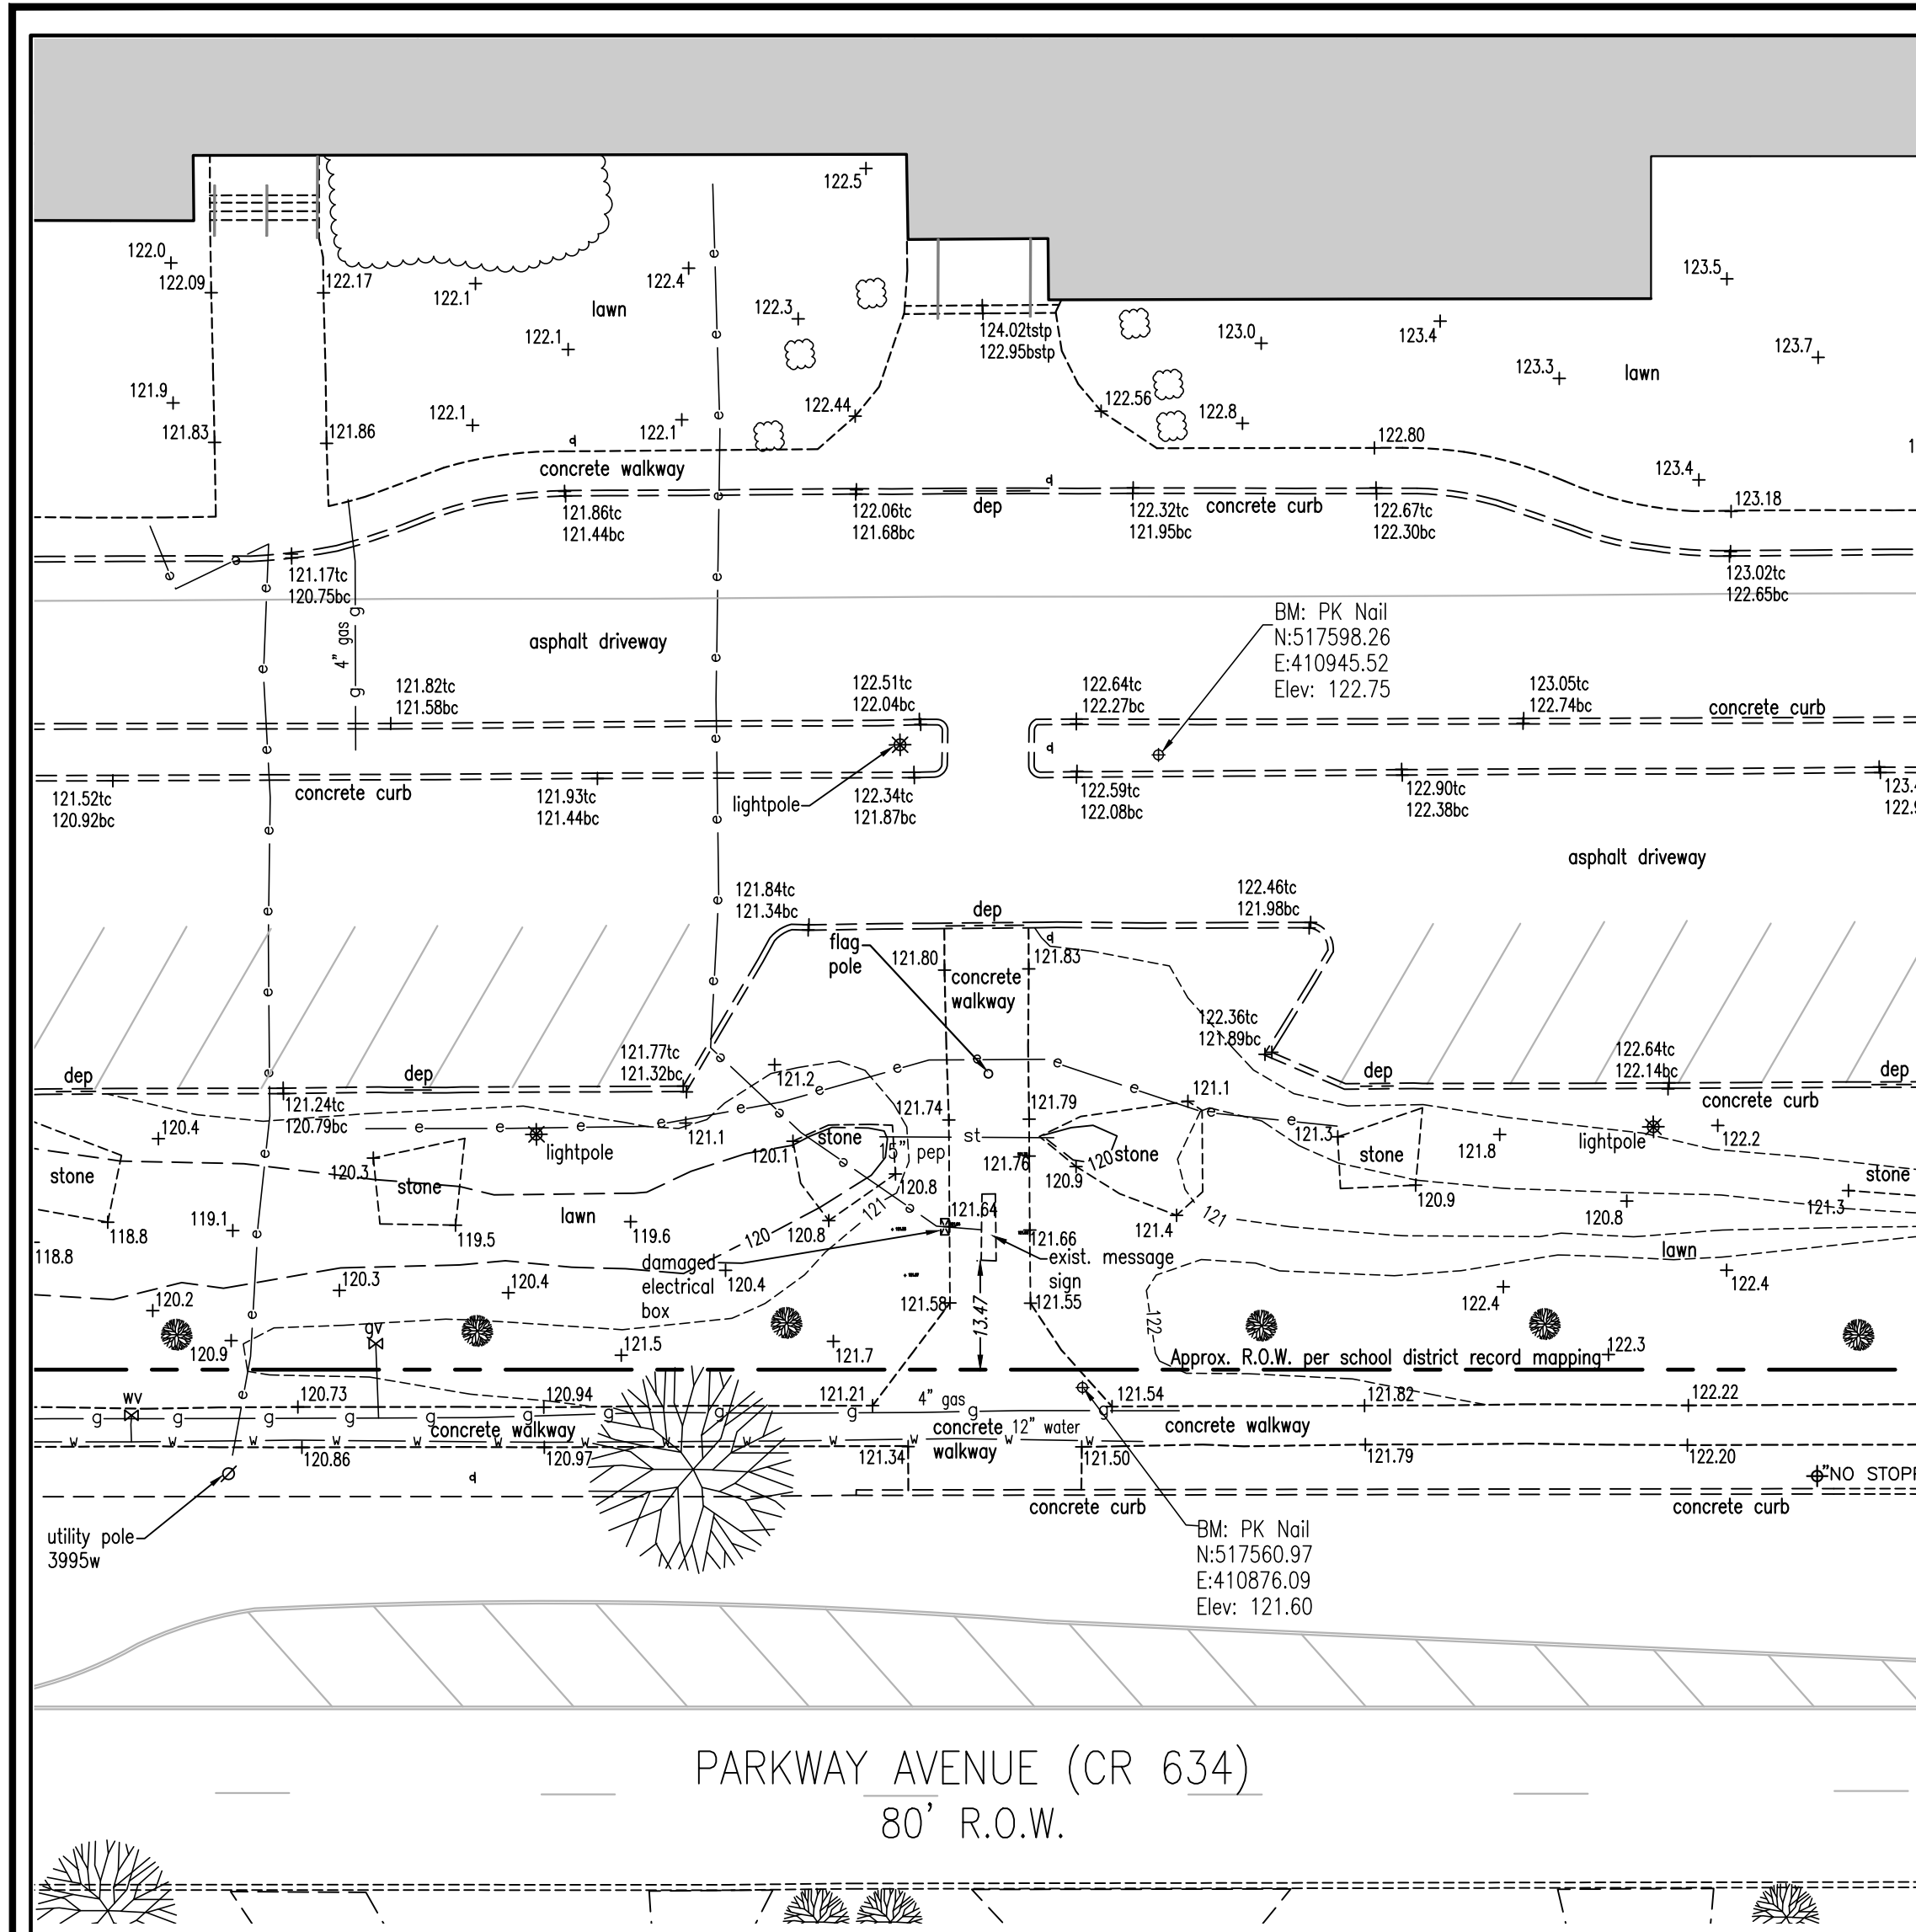 122.5
122.0
122.09
122.17
122.1
lawn
122.4
122.3
123.5
124.02tstp
122.95bstp
123.0
123.4
123.7
122.1
123.3
lawn
121.9
122.1
122.44
122.56
122.8
121.83
121.86
122.1
122.80
concrete walkway
123.4
123.18
121.86tc
121.44bc
122.06tc
121.68bc
dep
122.32tc
121.95bc
concrete curb
122.67tc
122.30bc
121.17tc
120.75bc
123.02tc
122.65bc
4" gas
asphalt driveway
BM: PK Nail
N:517598.26
E:410945.52
Elev: 122.75
121.82tc
121.58bc
122.51tc
122.04bc
122.64tc
122.27bc
123.05tc
122.74bc
concrete curb
121.52tc
120.92bc
concrete curb
121.93tc
121.44bc
lightpole
122.34tc
121.87bc
122.59tc
122.08bc
122.90tc
122.38bc
asphalt driveway
121.84tc
121.34bc
dep
122.46tc
121.98bc
flag
pole
121.80
121.83
concrete
walkway
122.36tc
121.89bc
121.77tc
121.32bc
122.64tc
122.14bc
dep
dep
dep
dep
121.24tc
120.79bc
121.2
121.74
121.79
121.1
concrete curb
120.4
lightpole
121.1
120.1
stone
st
15" pep
121.76
120
stone
121.3
stone
121.8
lightpole
122.2
stone
120.3
stone
120.8
120.9
120.9
stone
118.8
119.1
119.5
lawn
119.6
120
120.8
121
121.64
121.66
121.4
121
120.8
121.3
118.8
damaged
electrical
box
120.4
exist. message
sign
lawn
122.4
120.3
120.4
120.2
121.58
13.47
121.55
122
122.4
120.9
gv
121.5
121.7
Approx. R.O.W. per school district record mapping
122.3
wv
120.73
120.94
121.21
4" gas
121.54
121.82
122.22
g g g g g g g g g g g
concrete walkway
concrete
walkway
12" water
concrete walkway
w w w w w w w w w w w w w
120.86
120.97
121.34
121.50
121.79
122.20
concrete curb
concrete curb
utility pole
3995w
BM: PK Nail
N:517560.97
E:410876.09
Elev: 121.60
PARKWAY AVENUE (CR 634)
80' R.O.W.